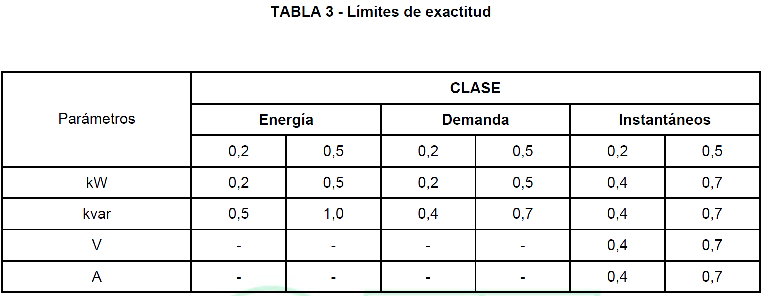 TABLA 3 - Límites de exactitud
Parámetros
CLASE
Energía Demanda Instantáneos
0,2 0,5 0,2 0,5 0,2 0,5
kW 0,2 0,5 0,2 0,5 0,4 0,7
kvar 0,5 1,0 0,4 0,7 0,4 0,7
V - - - - 0,4 0,7
A - - - - 0,4 0,7